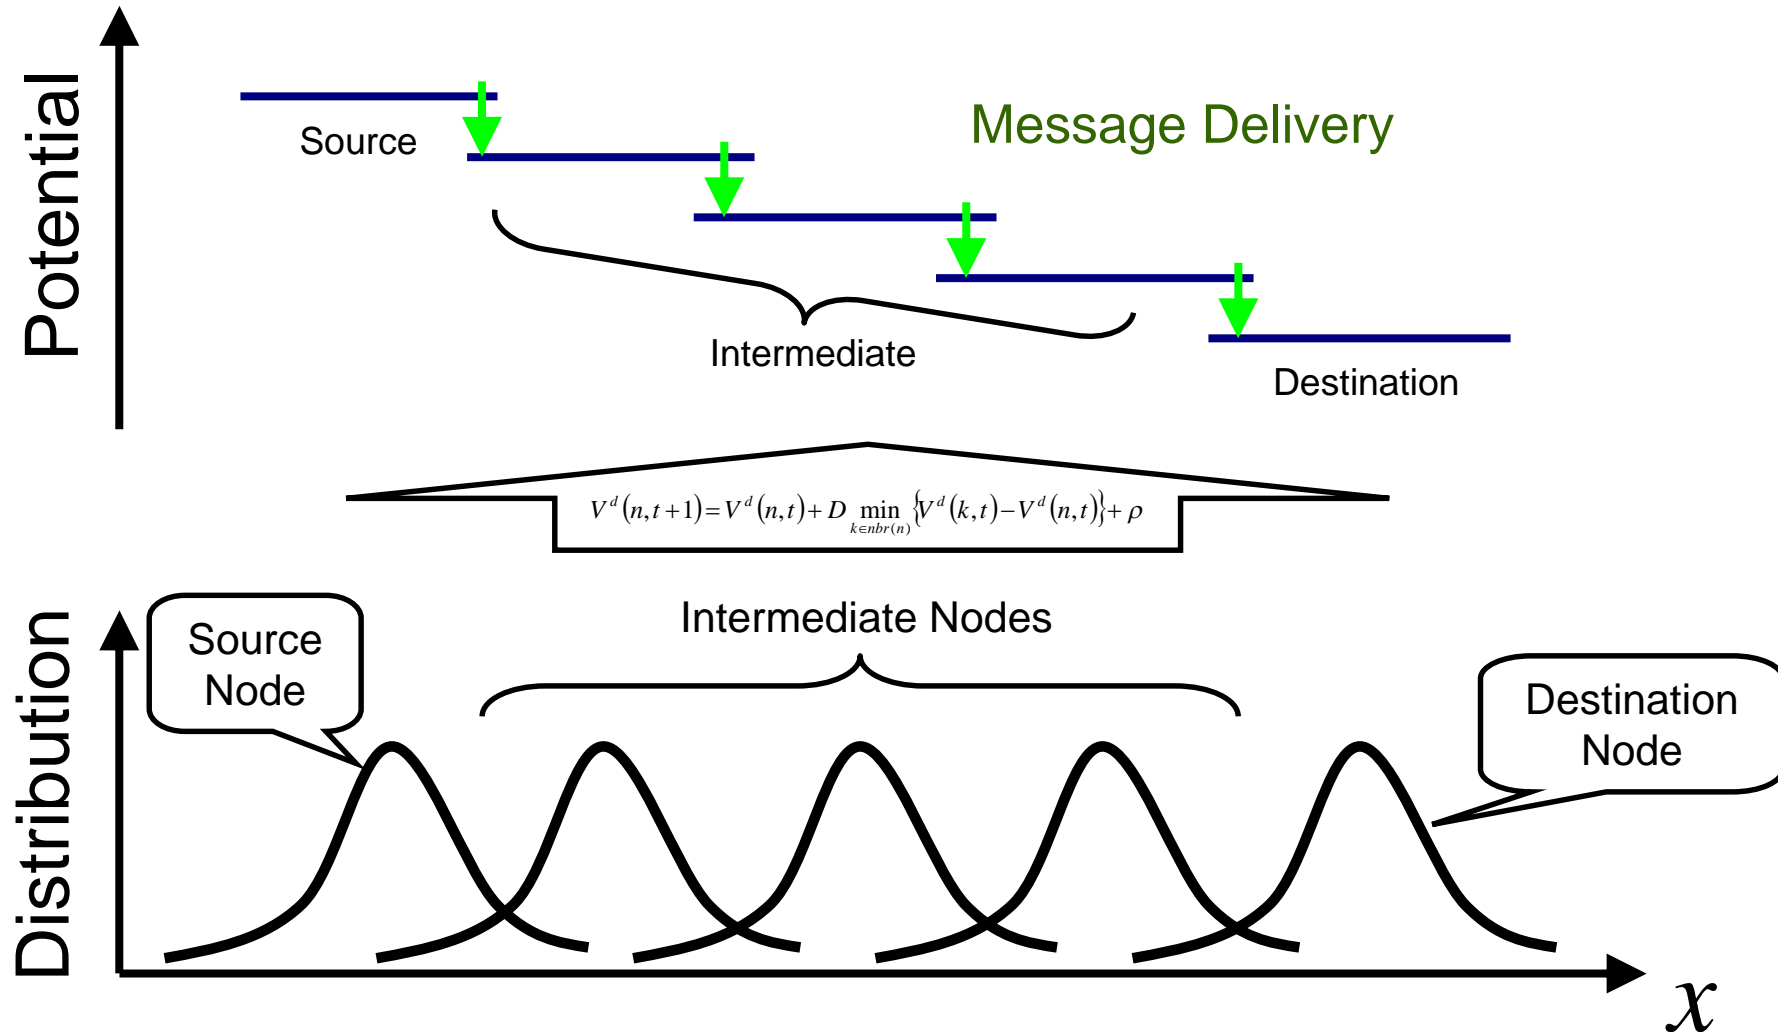 Potential
Source
Message Delivery
Intermediate
Destination
V^d(n,t+1)=V^d(n,t)+D min_{k∈nbr(n)}{V^d(k,t)−V^d(n,t)}+ρ
Distribution
Source
Node
Intermediate Nodes
Destination
Node
x